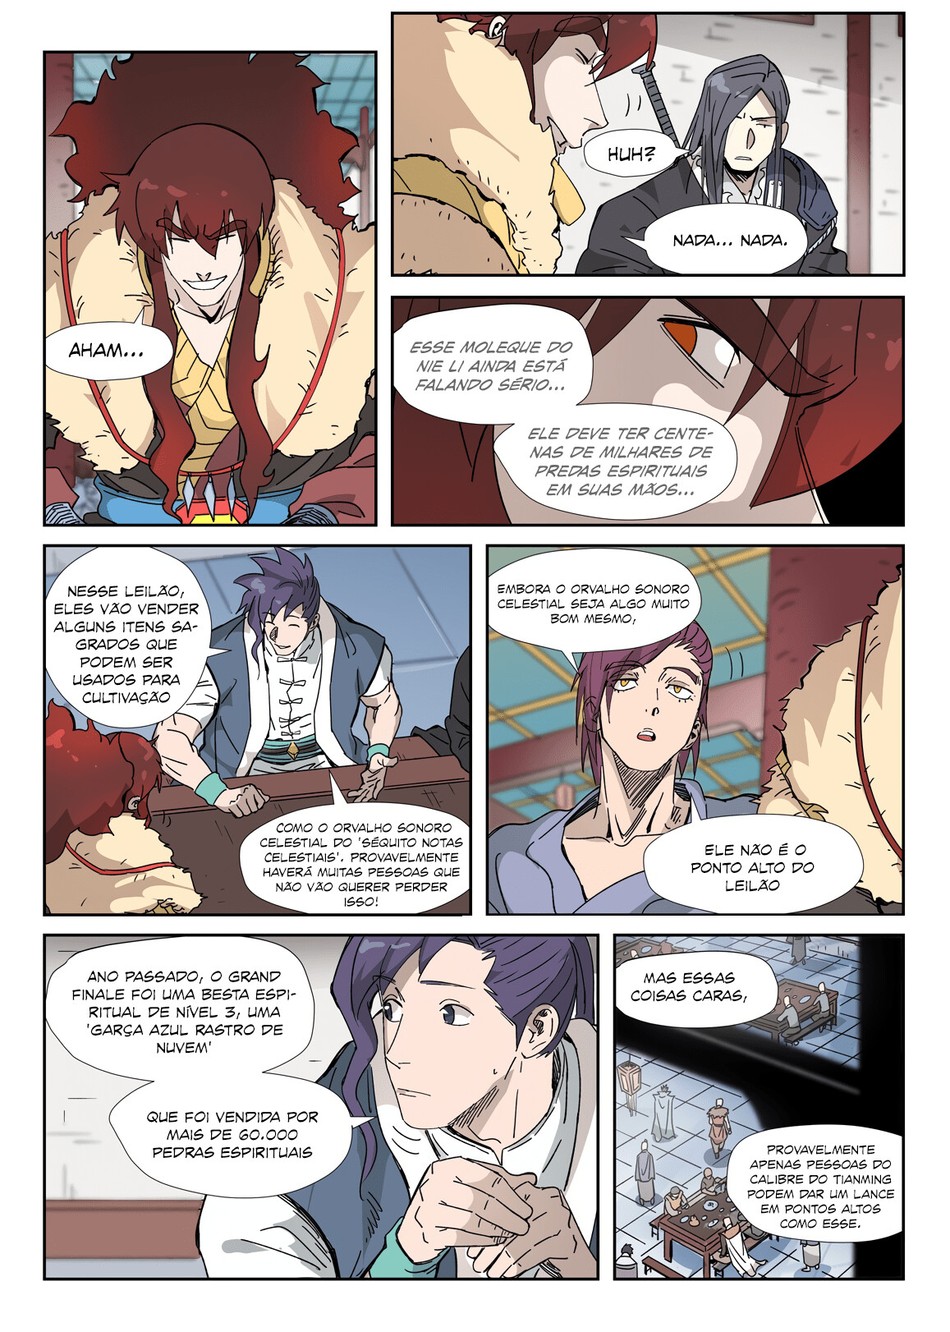 AHAM...
HUH?
NADA... NADA.
ESSE MOLEQUE DO
NIE LI AINDA ESTÁ
FALANDO SÉRIO...
ELE DEVE TER CENTE-
NAS DE MILHARES DE
PREDAS ESPIRITUAIS
EM SUAS MÃOS...
NESSE LEILÃO,
ELES VÃO VENDER
ALGUNS ITENS SA-
GRADOS QUE
PODEM SER
USADOS PARA
CULTIVAÇÃO
COMO O ORVALHO SONORO
CELESTIAL DO 'SÉQUITO NOTAS
CELESTIAIS'. PROVAVELMENTE
HAVERÁ MUITAS PESSOAS QUE
NÃO VÃO QUERER PERDER
ISSO!
EMBORA O ORVALHO SONORO
CELESTIAL SEJA ALGO MUITO
BOM MESMO,
ELE NÃO É O
PONTO ALTO DO
LEILÃO
ANO PASSADO, O GRAND
FINALE FOI UMA BESTA ESPI-
RITUAL DE NÍVEL 3, UMA
'GARÇA AZUL RASTRO DE
NUVEM'
QUE FOI VENDIDA POR
MAIS DE 60.000
PEDRAS ESPIRITUAIS
MAS ESSAS
COISAS CARAS,
PROVAVELMENTE
APENAS PESSOAS DO
CALIBRE DO TIANMING
PODEM DAR UM LANCE
EM PONTOS ALTOS
COMO ESSE.